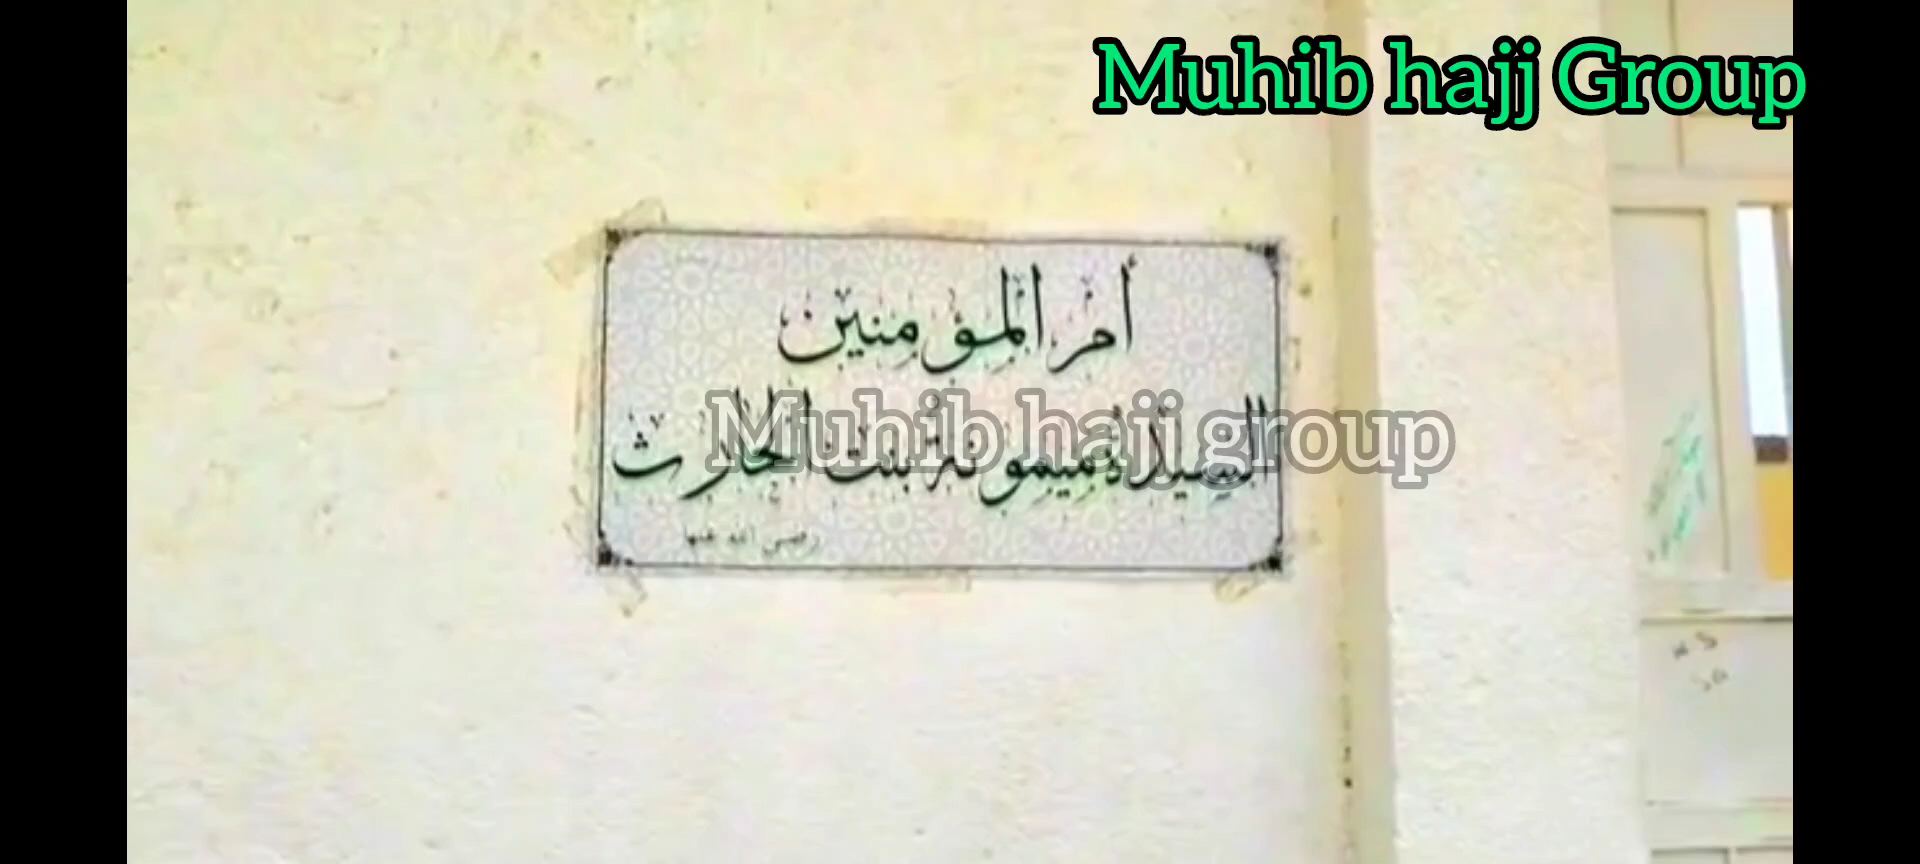 Muhib hajj Group
أم المؤمنين
السيدة ميمونة بنت الحارث
Muhib hajj group
رضي الله عنها